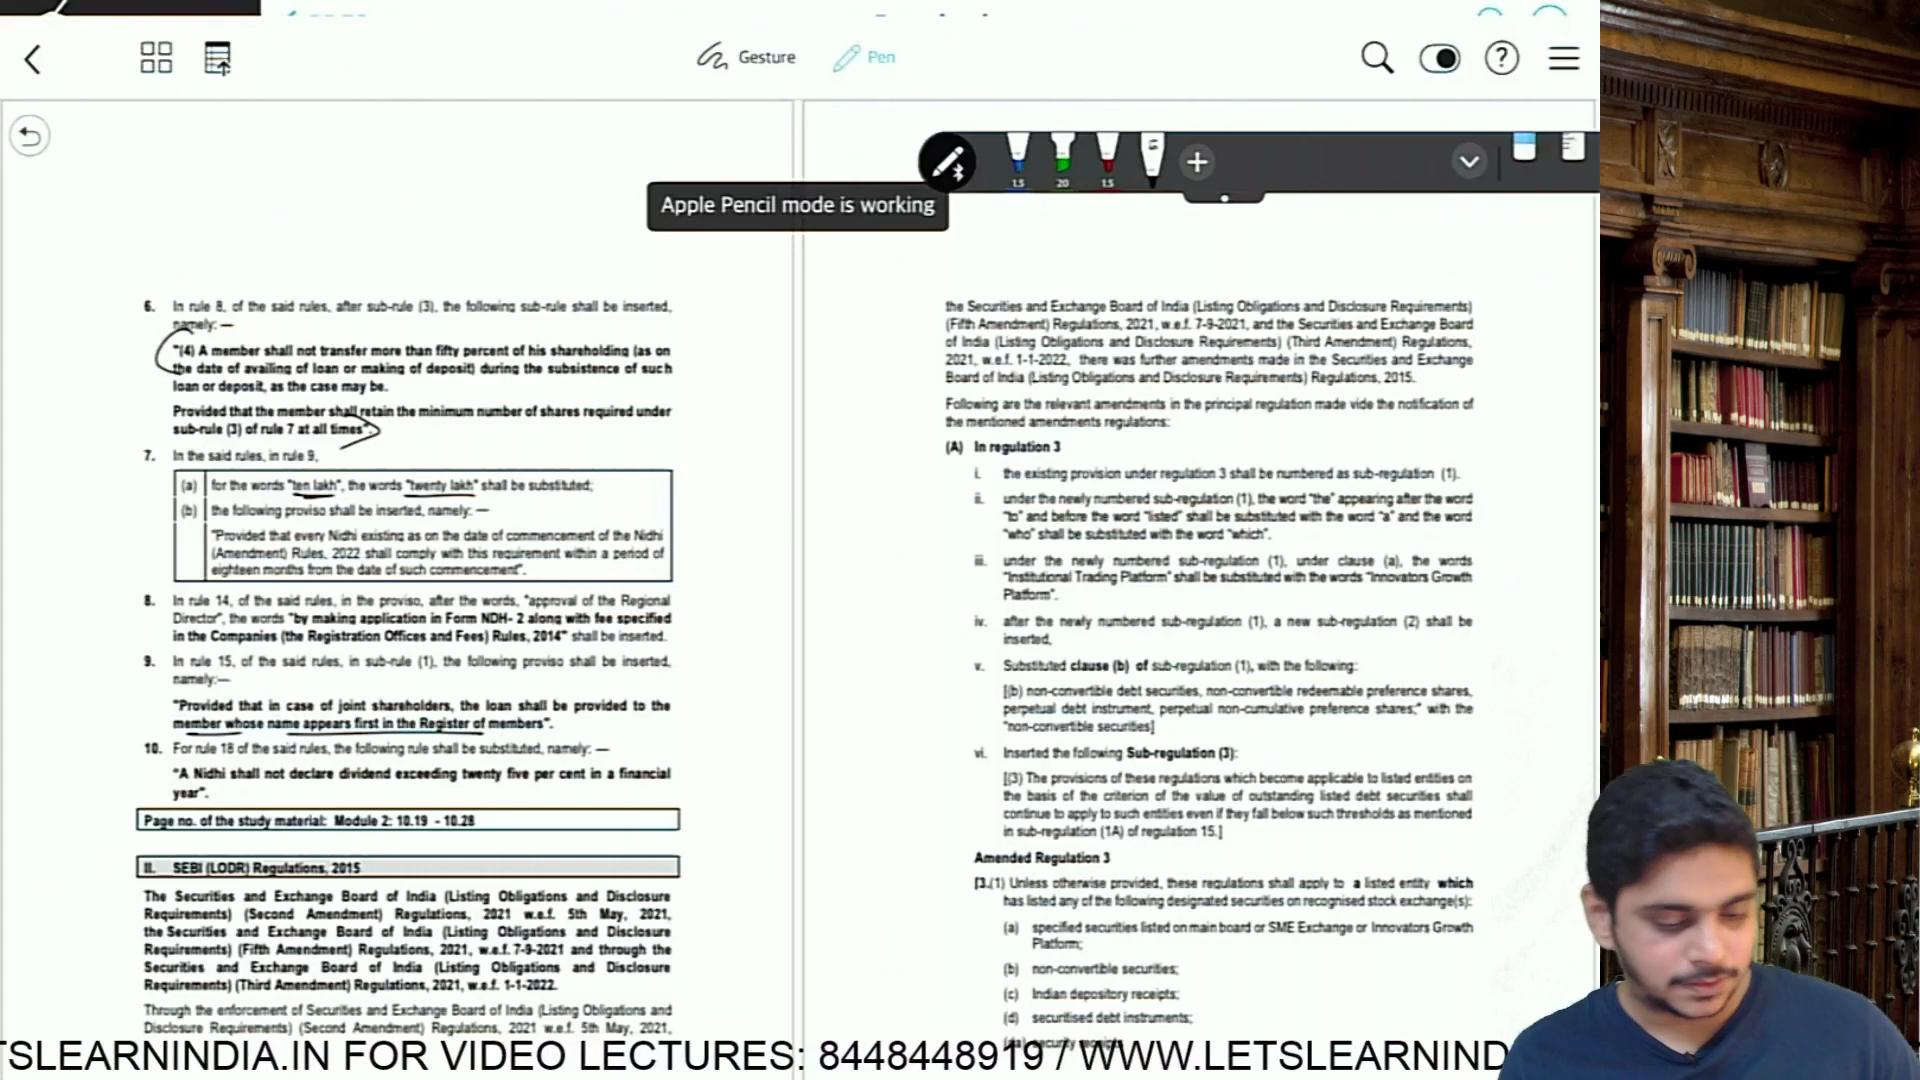 Gesture
Pen
1.5
20
1.5
Apple Pencil mode is working
6. In rule 8, of the said rules, after sub-rule (3), the following sub-rule shall be inserted,
namely: —
"(4) A member shall not transfer more than fifty percent of his shareholding (as on
the date of availing of loan or making of deposit) during the subsistence of such
loan or deposit, as the case may be.
Provided that the member shall retain the minimum number of shares required under
sub-rule (3) of rule 7 at all times".
7. In the said rules, in rule 9,
(a) for the words "ten lakh", the words "twenty lakh" shall be substituted;
(b) the following proviso shall be inserted, namely: —
"Provided that every Nidhi existing as on the date of commencement of the Nidhi
(Amendment) Rules, 2022 shall comply with this requirement within a period of
eighteen months from the date of such commencement".
8. In rule 14, of the said rules, in the proviso, after the words, "approval of the Regional
Director", the words "by making application in Form NDH- 2 along with fee specified
in the Companies (the Registration Offices and Fees) Rules, 2014" shall be inserted.
9. In rule 15, of the said rules, in sub-rule (1), the following proviso shall be inserted,
namely:—
"Provided that in case of joint shareholders, the loan shall be provided to the
member whose name appears first in the Register of members".
10. For rule 18 of the said rules, the following rule shall be substituted, namely: —
"A Nidhi shall not declare dividend exceeding twenty five per cent in a financial
year".
Page no. of the study material: Module 2: 10.19 - 10.28
II. SEBI (LODR) Regulations, 2015
The Securities and Exchange Board of India (Listing Obligations and Disclosure
Requirements) (Second Amendment) Regulations, 2021 w.e.f. 5th May, 2021,
the Securities and Exchange Board of India (Listing Obligations and Disclosure
Requirements) (Fifth Amendment) Regulations, 2021, w.e.f. 7-9-2021 and through the
Securities and Exchange Board of India (Listing Obligations and Disclosure
Requirements) (Third Amendment) Regulations, 2021, w.e.f. 1-1-2022.
Through the enforcement of Securities and Exchange Board of India (Listing Obligations and
Disclosure Requirements) (Second Amendment) Regulations, 2021 w.e.f. 5th May, 2021,
the Securities and Exchange Board of India (Listing Obligations and Disclosure Requirements)
(Fifth Amendment) Regulations, 2021, w.e.f. 7-9-2021, and the Securities and Exchange Board
of India (Listing Obligations and Disclosure Requirements) (Third Amendment) Regulations,
2021, w.e.f. 1-1-2022, there was further amendments made in the Securities and Exchange
Board of India (Listing Obligations and Disclosure Requirements) Regulations, 2015.
Following are the relevant amendments in the principal regulation made vide the notification of
the mentioned amendments regulations:
(A) In regulation 3
i. the existing provision under regulation 3 shall be numbered as sub-regulation (1).
ii. under the newly numbered sub-regulation (1), the word "the" appearing after the word
"to" and before the word "listed" shall be substituted with the word "a" and the word
"who" shall be substituted with the word "which".
iii. under the newly numbered sub-regulation (1), under clause (a), the words
"Institutional Trading Platform" shall be substituted with the words "Innovators Growth
Platform".
iv. after the newly numbered sub-regulation (1), a new sub-regulation (2) shall be
inserted,
v. Substituted clause (b) of sub-regulation (1), with the following:
[(b) non-convertible debt securities, non-convertible redeemable preference shares,
perpetual debt instrument, perpetual non-cumulative preference shares;" with the
"non-convertible securities]
vi. Inserted the following Sub-regulation (3):
[(3) The provisions of these regulations which become applicable to listed entities on
the basis of the criterion of the value of outstanding listed debt securities shall
continue to apply to such entities even if they fall below such thresholds as mentioned
in sub-regulation (1A) of regulation 15.]
Amended Regulation 3
[3.(1) Unless otherwise provided, these regulations shall apply to a listed entity which
has listed any of the following designated securities on recognised stock exchange(s):
(a) specified securities listed on main board or SME Exchange or Innovators Growth
Platform;
(b) non-convertible securities;
(c) Indian depository receipts;
(d) securitised debt instruments;
security receipts
TSLEARNINDIA.IN FOR VIDEO LECTURES: 8448448919 / WWW.LETSLEARNIND